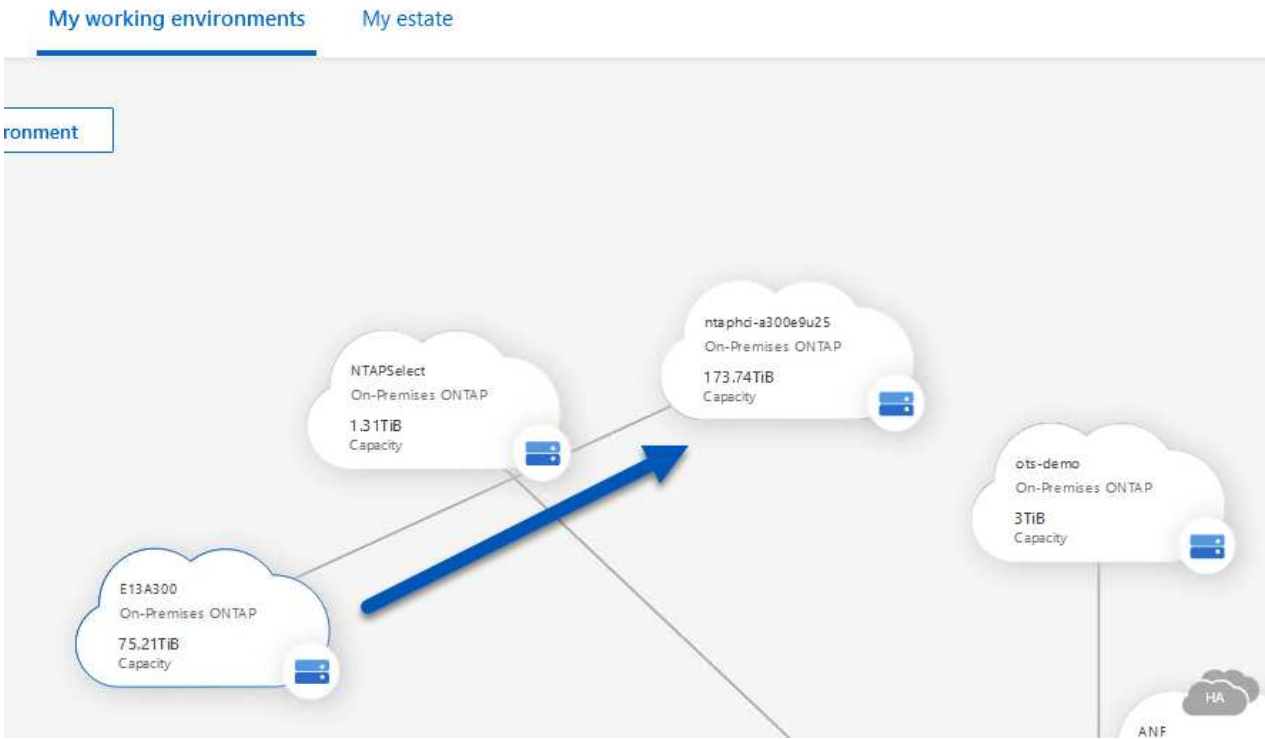 My working environments
My estate
ronment
ntaphci-a300e9u25
On-Premises ONTAP
173.74TiB
Capacity
NTAPSelect
On-Premises ONTAP
1.31TiB
Capacity
ots-demo
On-Premises ONTAP
3TiB
Capacity
E13A300
On-Premises ONTAP
75.21TiB
Capacity
HA
ANF